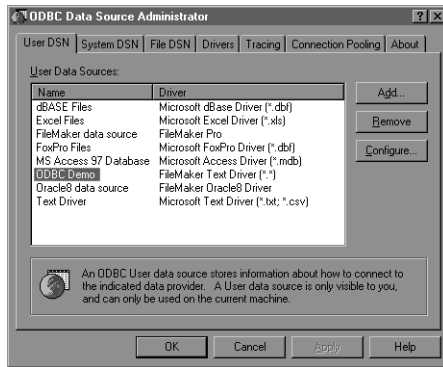 ODBC Data Source Administrator
User DSN System DSN File DSN Drivers Tracing Connection Pooling About
User Data Sources:
Name Driver
dBASE Files Microsoft dBase Driver (*.dbf)
Excel Files Microsoft Excel Driver (*.xls)
FileMaker data source FileMaker Pro
FoxPro Files Microsoft FoxPro Driver (*.dbf)
MS Access 97 Database Microsoft Access Driver (*.mdb)
ODBC Demo FileMaker Text Driver (*.*)
Oracle8 data source FileMaker Oracle8 Driver
Text Driver Microsoft Text Driver (*.txt; *.csv)
Add...
Remove
Configure...
An ODBC User data source stores information about how to connect to
the indicated data provider. A User data source is only visible to you,
and can only be used on the current machine.
OK Cancel Apply Help